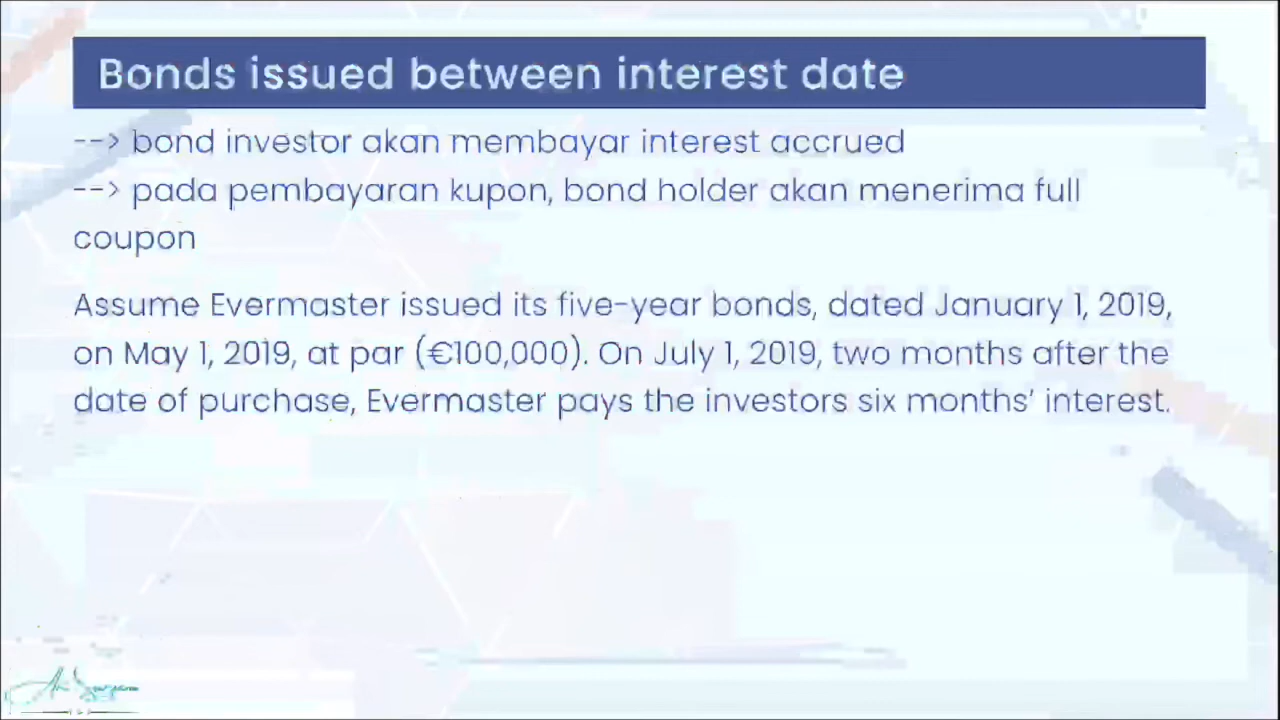 Bonds issued between interest date
--> bond investor akan membayar interest accrued
--> pada pembayaran kupon, bond holder akan menerima full
coupon
Assume Evermaster issued its five-year bonds, dated January 1, 2019,
on May 1, 2019, at par (€100,000). On July 1, 2019, two months after the
date of purchase, Evermaster pays the investors six months’ interest.